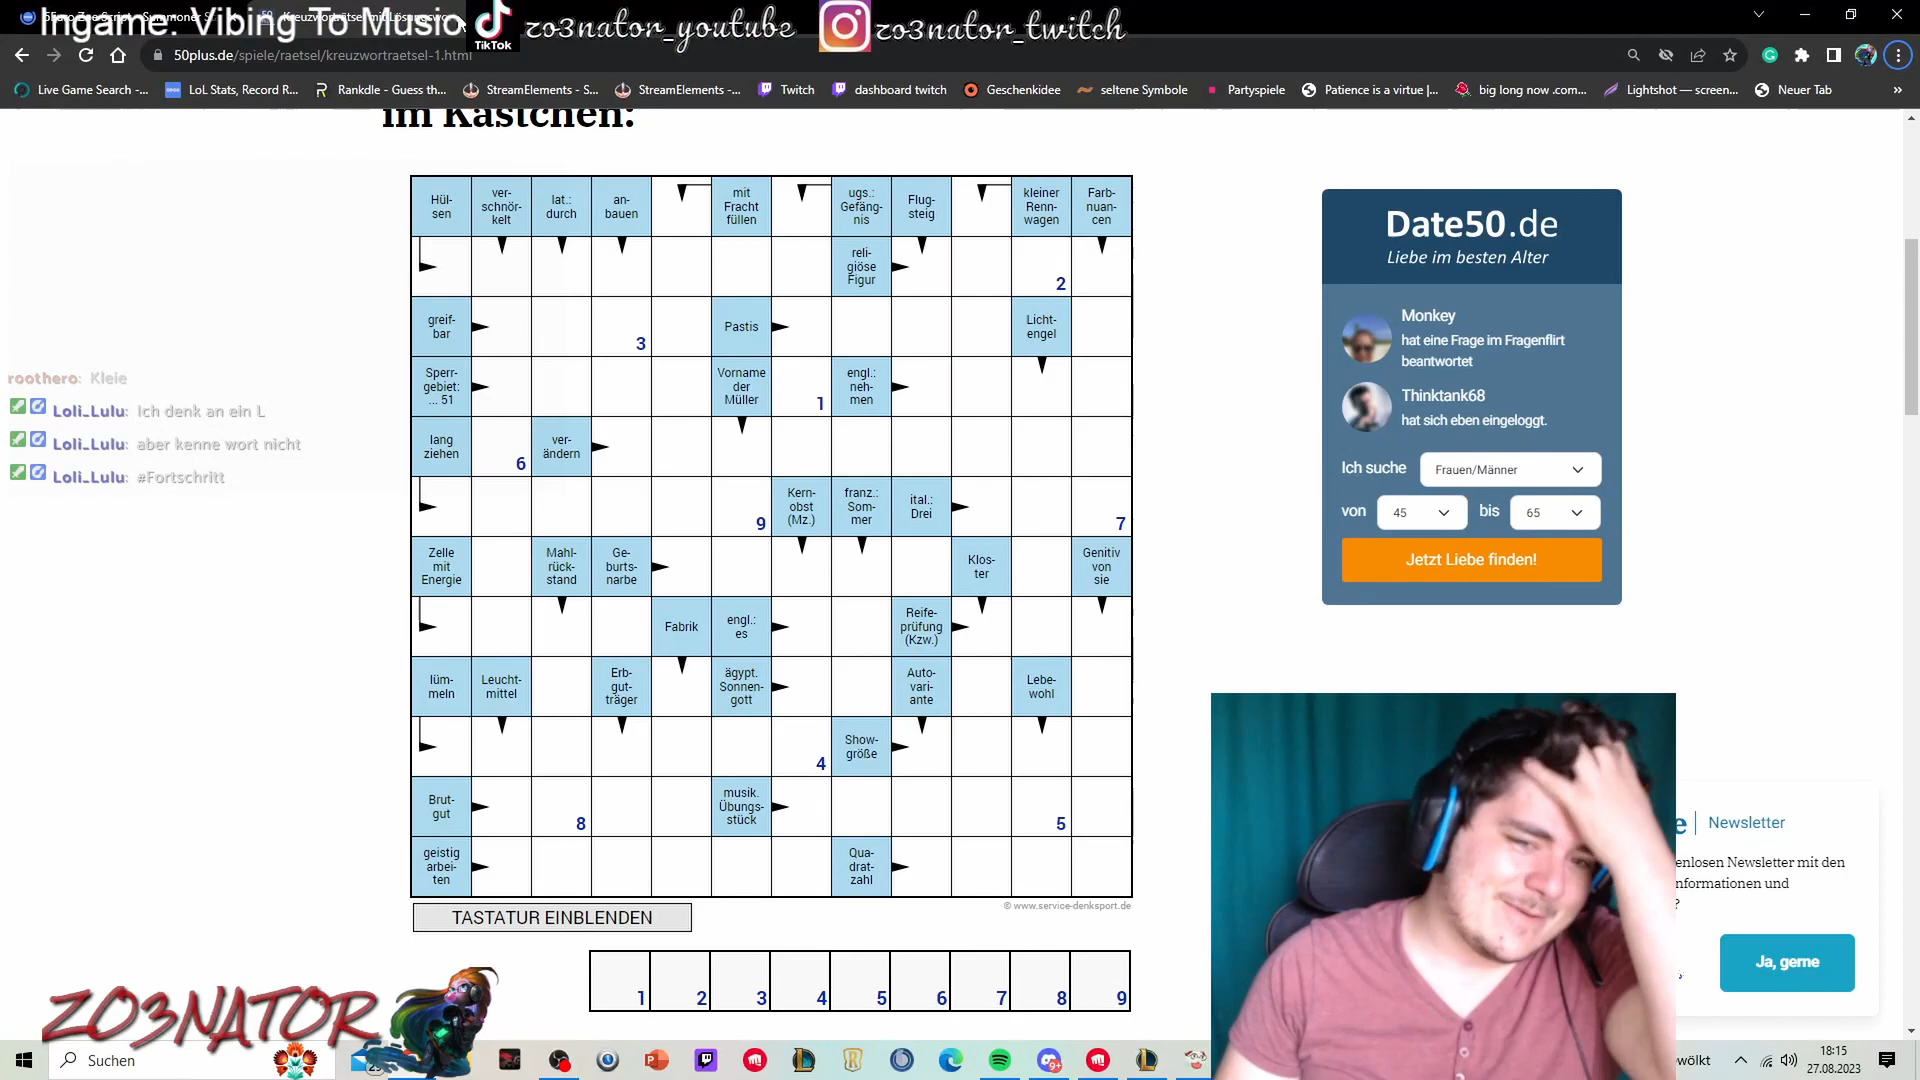 Ingame: Vibing To Music
TikTok
zo3nator_youtube
zo3nator_twitch
50plus.de/spiele/raetsel/kreuzwortraetsel-1.html
Live Game Search -...
LoL Stats, Record R...
Rankdle - Guess th...
StreamElements - S...
StreamElements -...
Twitch
dashboard twitch
Geschenkidee
seltene Symbole
Partyspiele
Patience is a virtue |...
big long now .com...
Lightshot — screen...
Neuer Tab
»
im Kästchen:
Hül-
sen
ver-
schnör-
kelt
lat.:
durch
an-
bauen
mit
Fracht
füllen
ugs.:
Gefäng-
nis
Flug-
steig
kleiner
Renn-
wagen
Farb-
nuan-
cen
reli-
giöse
Figur
2
greif-
bar
3
Pastis
Licht-
engel
Sperr-
gebiet:
... 51
Vorname
der
Müller
1
engl.:
neh-
men
lang
ziehen
6
ver-
ändern
9
Kern-
obst
(Mz.)
franz.:
Som-
mer
ital.:
Drei
7
Zelle
mit
Energie
Mahl-
rück-
stand
Ge-
burts-
narbe
Klos-
ter
Genitiv
von
sie
Fabrik
engl.:
es
Reife-
prüfung
(Kzw.)
lüm-
meln
Leucht-
mittel
Erb-
gut-
träger
ägypt.
Sonnen-
gott
Auto-
vari-
ante
Lebe-
wohl
4
Show-
größe
Brut-
gut
8
musik.
Übungs-
stück
5
geistig
arbei-
ten
Qua-
drat-
zahl
© www.service-denksport.de
TASTATUR EINBLENDEN
1 2 3 4 5 6 7 8 9
roothero: Kleie
Loli_Lulu: Ich denk an ein L
Loli_Lulu: aber kenne wort nicht
Loli_Lulu: #Fortschritt
Date50.de
Liebe im besten Alter
Monkey
hat eine Frage im Fragenflirt
beantwortet
Thinktank68
hat sich eben eingeloggt.
Ich suche
Frauen/Männer
von 45 bis 65
Jetzt Liebe finden!
e | Newsletter
enlosen Newsletter mit den
nformationen und
?
Ja, gerne
ZO3NATOR
Suchen
9+
wölkt
18:15
27.08.2023